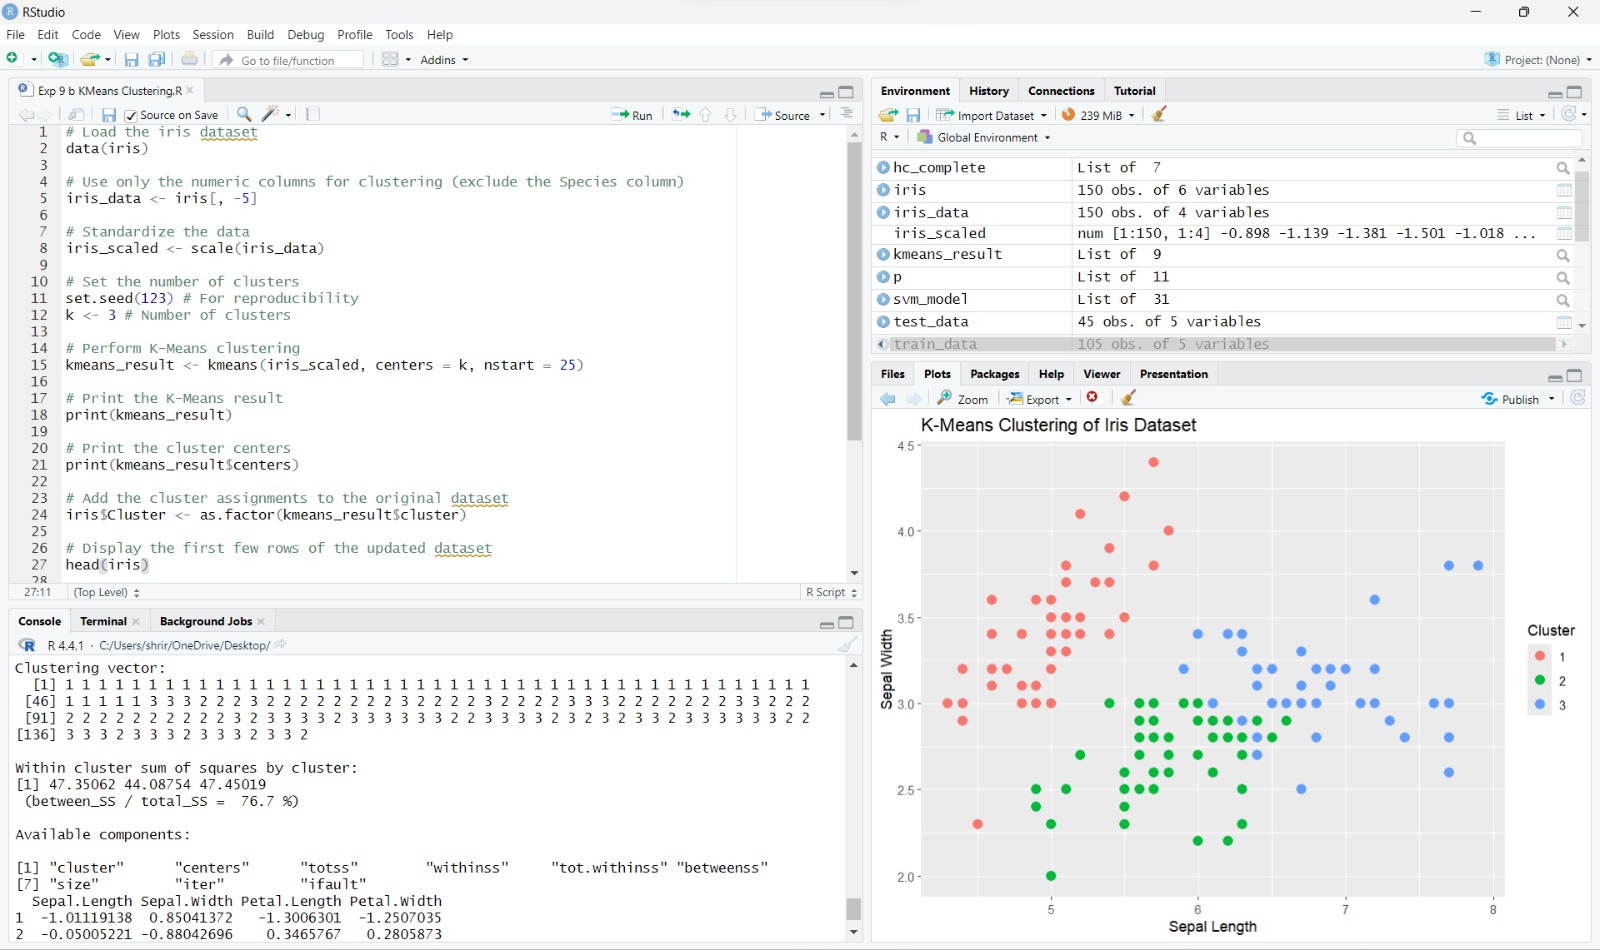 RStudio
File Edit Code View Plots Session Build Debug Profile Tools Help
Go to file/function Addins Project: (None)
Exp 9 b KMeans Clustering.R
Source on Save Run Source
1 # Load the iris dataset
2 data(iris)
3
4 # Use only the numeric columns for clustering (exclude the Species column)
5 iris_data <- iris[, -5]
6
7 # Standardize the data
8 iris_scaled <- scale(iris_data)
9
10 # Set the number of clusters
11 set.seed(123) # For reproducibility
12 k <- 3 # Number of clusters
13
14 # Perform K-Means clustering
15 kmeans_result <- kmeans(iris_scaled, centers = k, nstart = 25)
16
17 # Print the K-Means result
18 print(kmeans_result)
19
20 # Print the cluster centers
21 print(kmeans_result$centers)
22
23 # Add the cluster assignments to the original dataset
24 iris$Cluster <- as.factor(kmeans_result$cluster)
25
26 # Display the first few rows of the updated dataset
27 head(iris)
28
27:11 (Top Level) R Script
Console Terminal Background Jobs
R 4.4.1 · C:/Users/shrir/OneDrive/Desktop/
Clustering vector:
[1] 1 1 1 1 1 1 1 1 1 1 1 1 1 1 1 1 1 1 1 1 1 1 1 1 1 1 1 1 1 1 1 1 1 1 1 1 1 1 1 1 1 1 1 1 1
[46] 1 1 1 1 1 3 3 3 2 2 2 3 2 2 2 2 2 2 2 2 3 2 2 2 2 3 2 2 2 2 3 3 3 2 2 2 2 2 2 2 3 3 2 2 2
[91] 2 2 2 2 2 2 2 2 2 2 3 2 3 3 3 3 2 3 3 3 3 3 3 2 2 3 3 3 3 2 3 2 3 2 3 3 2 3 3 3 3 3 3 2 2
[136] 3 3 3 2 3 3 3 2 3 3 3 2 3 3 2
Within cluster sum of squares by cluster:
[1] 47.35062 44.08754 47.45019
(between_SS / total_SS = 76.7 %)
Available components:
[1] "cluster" "centers" "totss" "withinss" "tot.withinss" "betweenss"
[7] "size" "iter" "ifault"
Sepal.Length Sepal.Width Petal.Length Petal.Width
1 -1.01119138 0.85041372 -1.3006301 -1.2507035
2 -0.05005221 -0.88042696 0.3465767 0.2805873
Environment History Connections Tutorial
Import Dataset 239 MiB List
R Global Environment
hc_complete List of 7
iris 150 obs. of 6 variables
iris_data 150 obs. of 4 variables
iris_scaled num [1:150, 1:4] -0.898 -1.139 -1.381 -1.501 -1.018 ...
kmeans_result List of 9
p List of 11
svm_model List of 31
test_data 45 obs. of 5 variables
train_data 105 obs. of 5 variables
Files Plots Packages Help Viewer Presentation
Zoom Export Publish
K-Means Clustering of Iris Dataset
4.5
4.0
3.5
3.0
2.5
2.0
Sepal Width
5 6 7 8
Sepal Length
Cluster
1
2
3